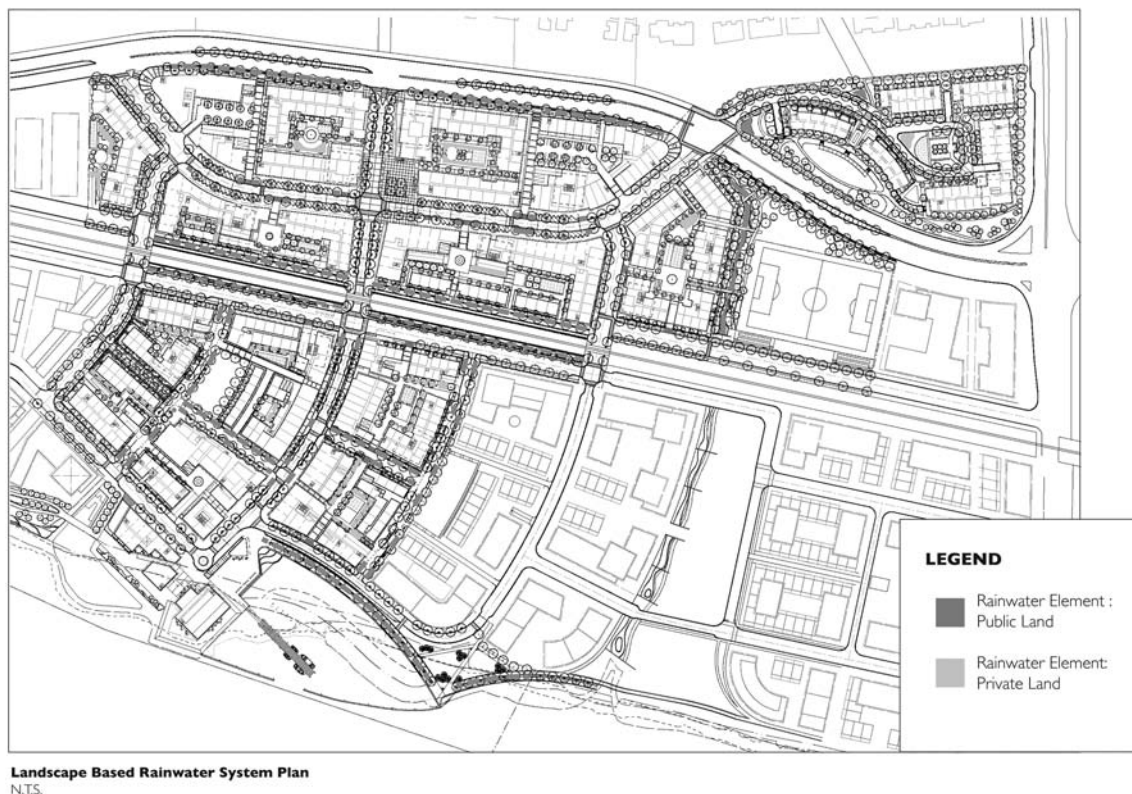 LEGEND
Rainwater Element :
Public Land
Rainwater Element:
Private Land
Landscape Based Rainwater System Plan
N.T.S.